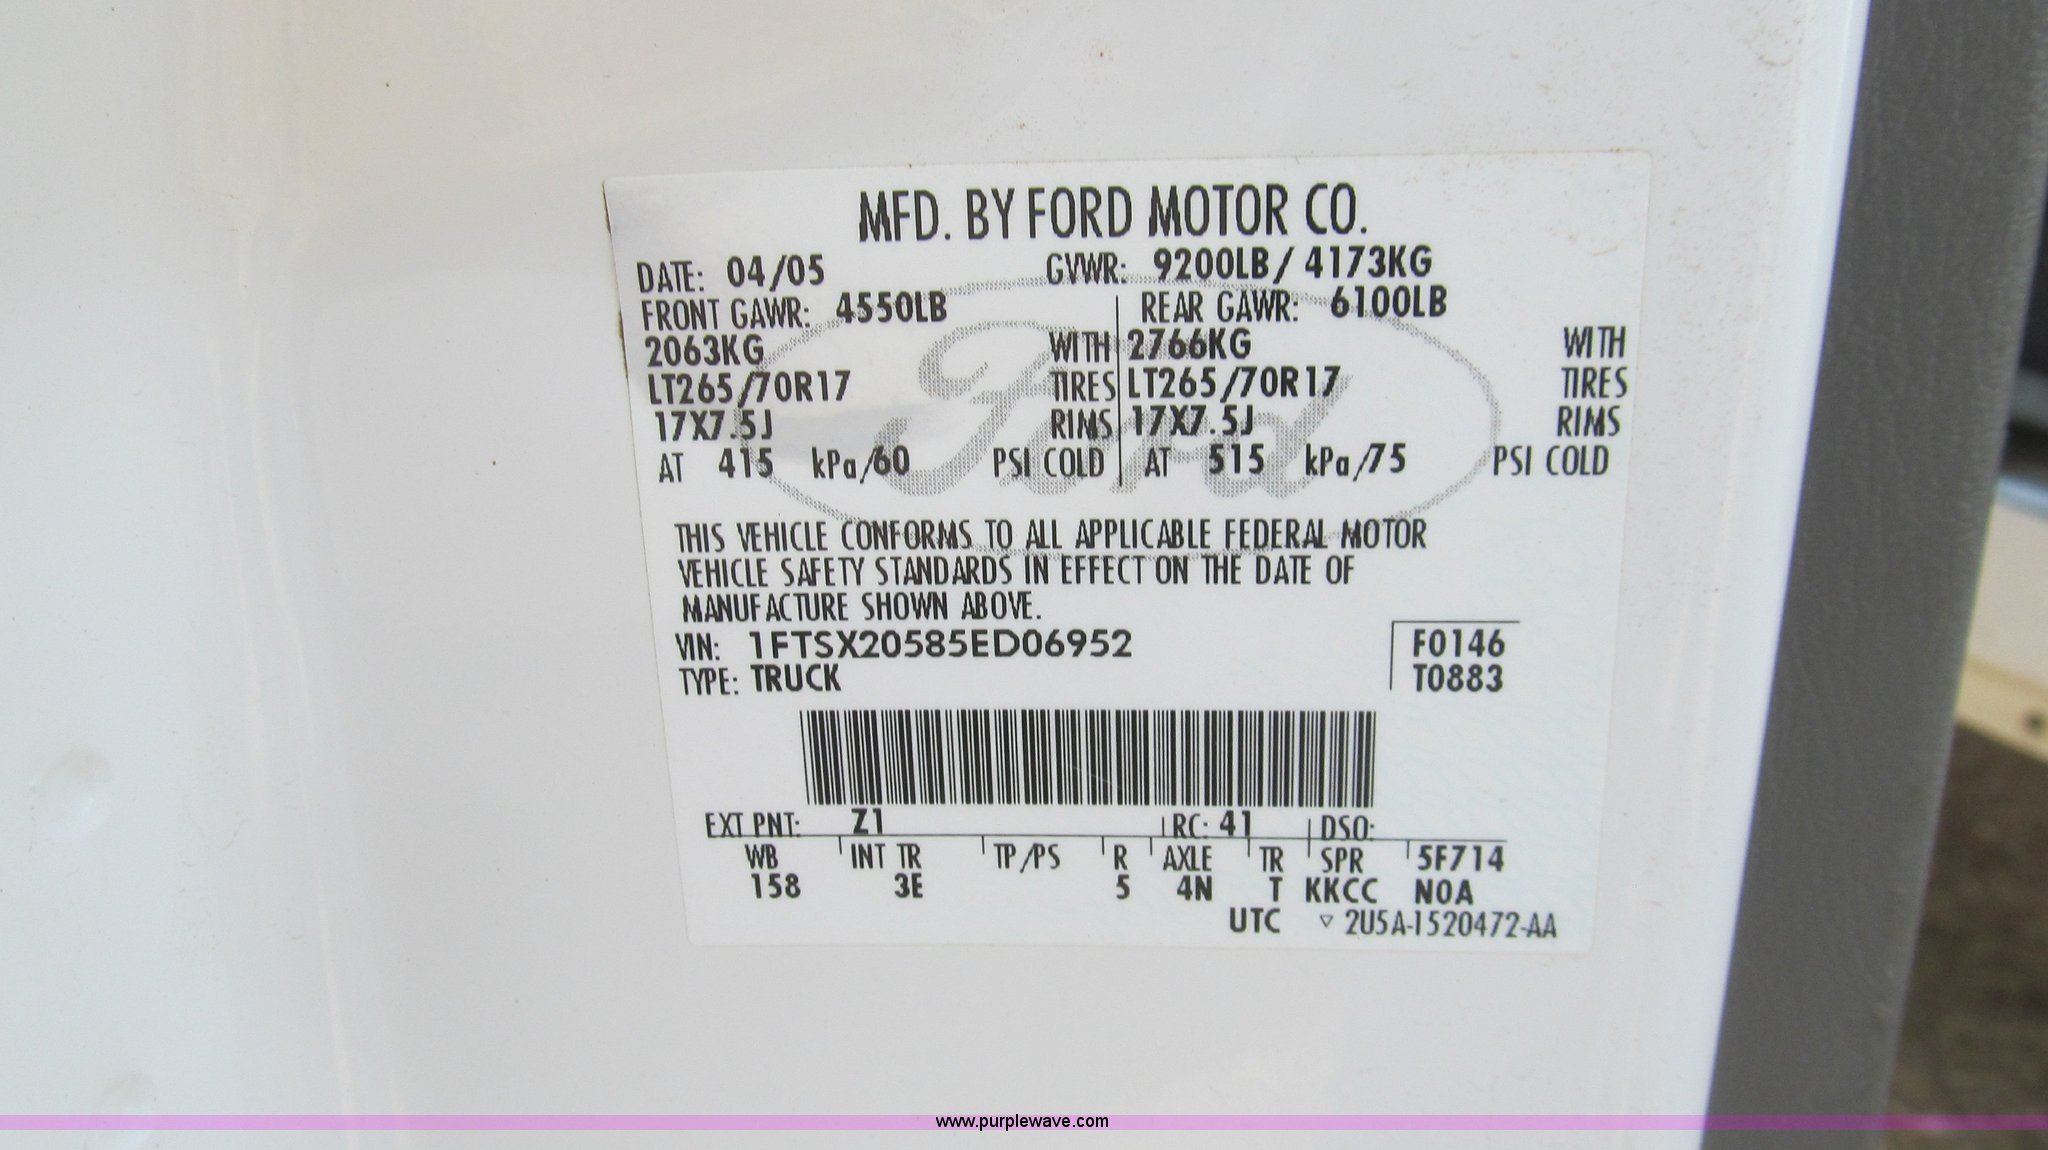 MFD. BY FORD MOTOR CO.
DATE: 04/05 GVWR: 9200LB/ 4173KG
FRONT GAWR: 4550LB REAR GAWR: 6100LB
2063KG WITH 2766KG WITH
LT265/70R17 TIRES LT265/70R17 TIRES
17X7.5J RIMS 17X7.5J RIMS
AT 415 kPa/60 PSI COLD AT 515 kPa/75 PSI COLD
Ford
THIS VEHICLE CONFORMS TO ALL APPLICABLE FEDERAL MOTOR
VEHICLE SAFETY STANDARDS IN EFFECT ON THE DATE OF
MANUFACTURE SHOWN ABOVE.
VIN: 1FTSX20585ED06952 F0146
TYPE: TRUCK T0883
EXT PNT: Z1 RC: 41 DSO:
WB INT TR TP/PS R AXLE TR SPR 5F714
158 3E 5 4N T KKCC N0A
UTC ▽ 2U5A-1520472-AA
www.purplewave.com